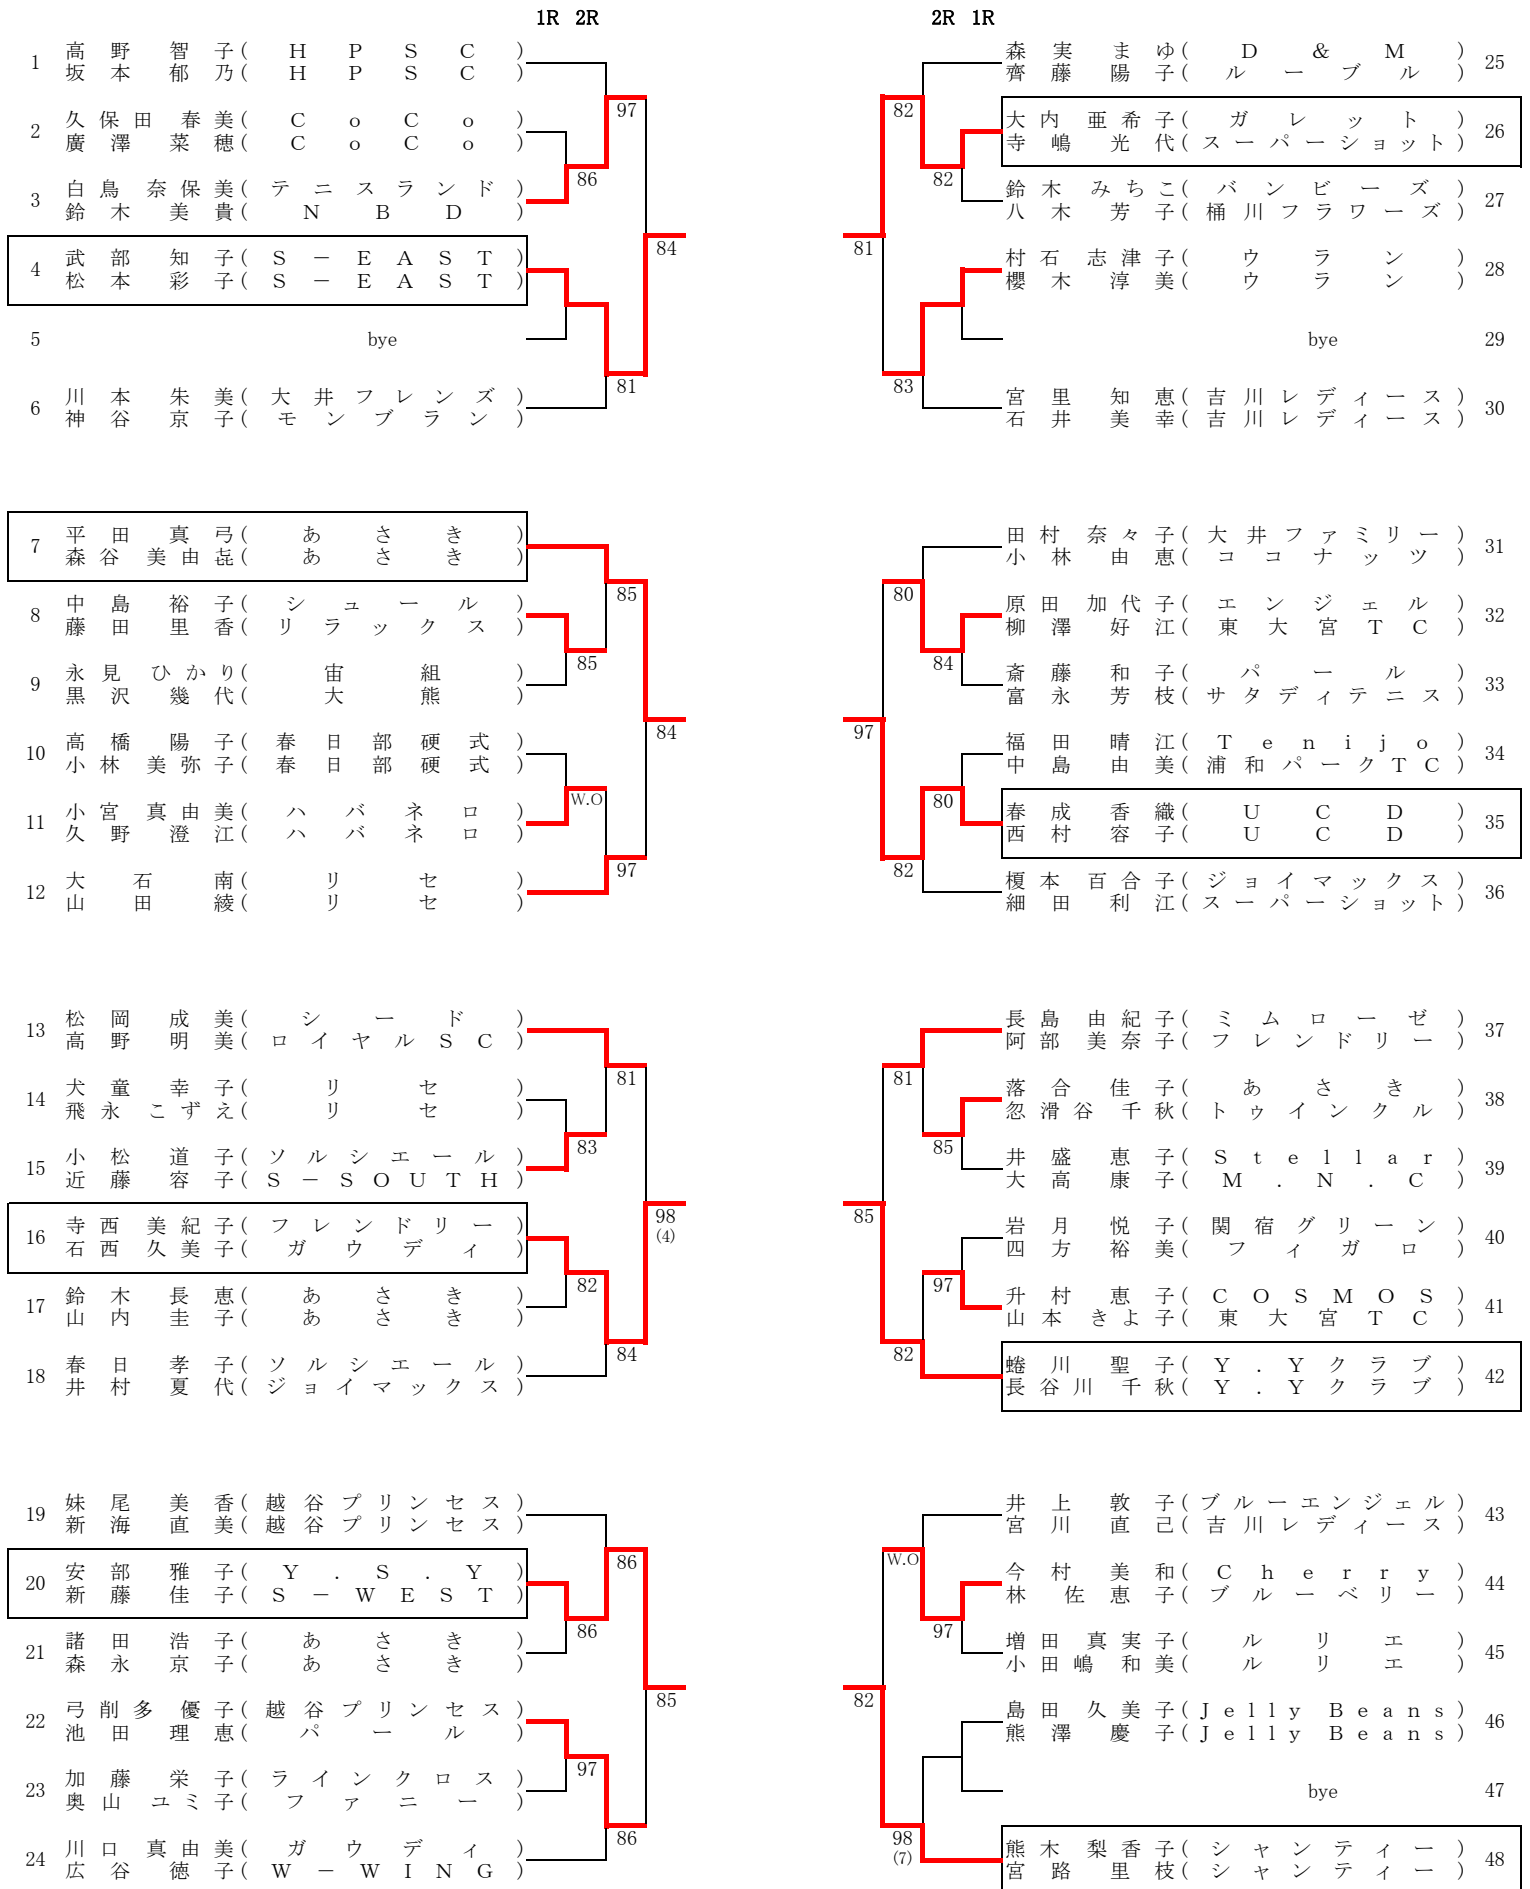 1R 2R
2R 1R
1 高野智子(HPSC)
坂本郁乃(HPSC)
2 久保田春美(CoCo)
廣澤菜穂(CoCo)
3 白鳥奈保美(テニスランド)
鈴木美貴(NBD)
4 武部知子(S－EAST)
松本彩子(S－EAST)
5 bye
6 川本朱美(大井フレンズ)
神谷京子(モンブラン)
97
86
84
81
7 平田真弓(あさき)
森谷美由㐂(あさき)
8 中島裕子(シュール)
藤田里香(リラックス)
9 永見ひかり(宙組)
黒沢幾代(大熊)
10 高橋陽子(春日部硬式)
小林美弥子(春日部硬式)
11 小宮真由美(ハバネロ)
久野澄江(ハバネロ)
12 大石南(リセ)
山田綾(リセ)
85
85
84
W.O
97
13 松岡成美(シード)
高野明美(ロイヤルSC)
14 犬童幸子(リセ)
飛永こずえ(リセ)
15 小松道子(ソルシエール)
近藤容子(S－SOUTH)
16 寺西美紀子(フレンドリー)
石西久美子(ガウディ)
17 鈴木長恵(あさき)
山内圭子(あさき)
18 春日孝子(ソルシエール)
井村夏代(ジョイマックス)
81
83
98
(4)
82
84
19 妹尾美香(越谷プリンセス)
新海直美(越谷プリンセス)
20 安部雅子(Y.S.Y)
新藤佳子(S－WEST)
21 諸田浩子(あさき)
森永京子(あさき)
22 弓削多優子(越谷プリンセス)
池田理恵(パール)
23 加藤栄子(ラインクロス)
奥山ユミ子(ファニー)
24 川口真由美(ガウディ)
広谷徳子(W－WING)
86
86
85
97
86
森実まゆ(D&M) 25
齊藤陽子(ルーブル)
大内亜希子(ガレット) 26
寺嶋光代(スーパーショット)
鈴木みちこ(バンビーズ) 27
八木芳子(桶川フラワーズ)
村石志津子(ウラン) 28
櫻木淳美(ウラン)
bye 29
宮里知恵(吉川レディース) 30
石井美幸(吉川レディース)
82
82
81
83
田村奈々子(大井ファミリー) 31
小林由恵(ココナッツ)
原田加代子(エンジェル) 32
柳澤好江(東大宮TC)
斎藤和子(パール) 33
富永芳枝(サタディテニス)
福田晴江(Tenijo) 34
中島由美(浦和パークTC)
春成香織(UCD) 35
西村容子(UCD)
榎本百合子(ジョイマックス) 36
細田利江(スーパーショット)
80
84
97
80
82
長島由紀子(ミムローゼ) 37
阿部美奈子(フレンドリー)
落合佳子(あさき) 38
忽滑谷千秋(トゥインクル)
井盛恵子(Stellar) 39
大高康子(M.N.C)
岩月悦子(関宿グリーン) 40
四方裕美(フィガロ)
升村恵子(COSMOS) 41
山本きよ子(東大宮TC)
蜷川聖子(Y.Yクラブ) 42
長谷川千秋(Y.Yクラブ)
81
85
85
97
82
井上敦子(ブルーエンジェル) 43
宮川直己(吉川レディース)
今村美和(Cherry) 44
林佐恵子(ブルーベリー)
増田真実子(ルリエ) 45
小田嶋和美(ルリエ)
島田久美子(Jelly Beans) 46
熊澤慶子(Jelly Beans)
bye 47
熊木梨香子(シャンティー) 48
宮路里枝(シャンティー)
W.O
97
82
98
(7)